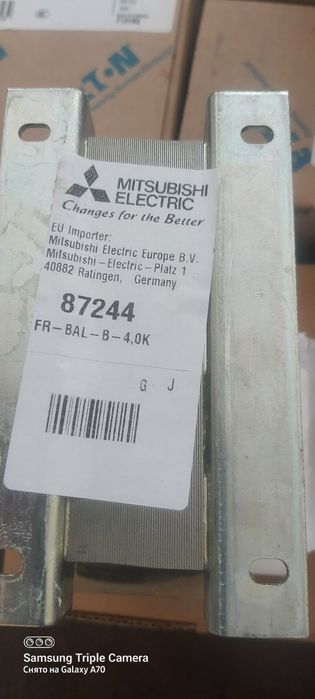 MITSUBISHI
ELECTRIC
Changes for the Better
EU Importer:
Mitsubishi Electric Europe B.V.
Mitsubishi-Electric-Platz 1
40882 Ratingen, Germany
87244
FR-BAL-B-4,0K
G J
Samsung Triple Camera
Снято на Galaxy A70